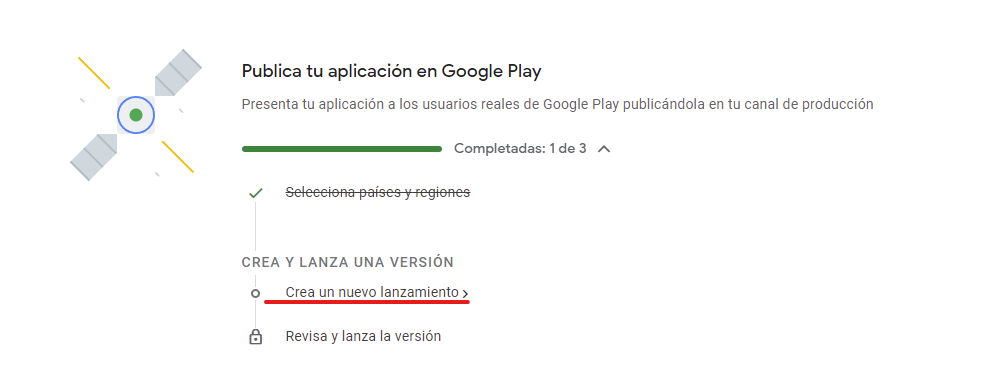 Publica tu aplicación en Google Play
Presenta tu aplicación a los usuarios reales de Google Play publicándola en tu canal de producción
Completadas: 1 de 3
Selecciona países y regiones
CREA Y LANZA UNA VERSIÓN
Crea un nuevo lanzamiento
Revisa y lanza la versión